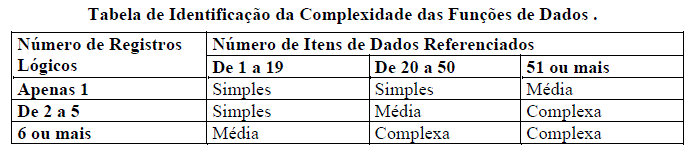 Tabela de Identificação da Complexidade das Funções de Dados .
Número de Registros Lógicos Número de Itens de Dados Referenciados
De 1 a 19 De 20 a 50 51 ou mais
Apenas 1 Simples Simples Média
De 2 a 5 Simples Média Complexa
6 ou mais Média Complexa Complexa